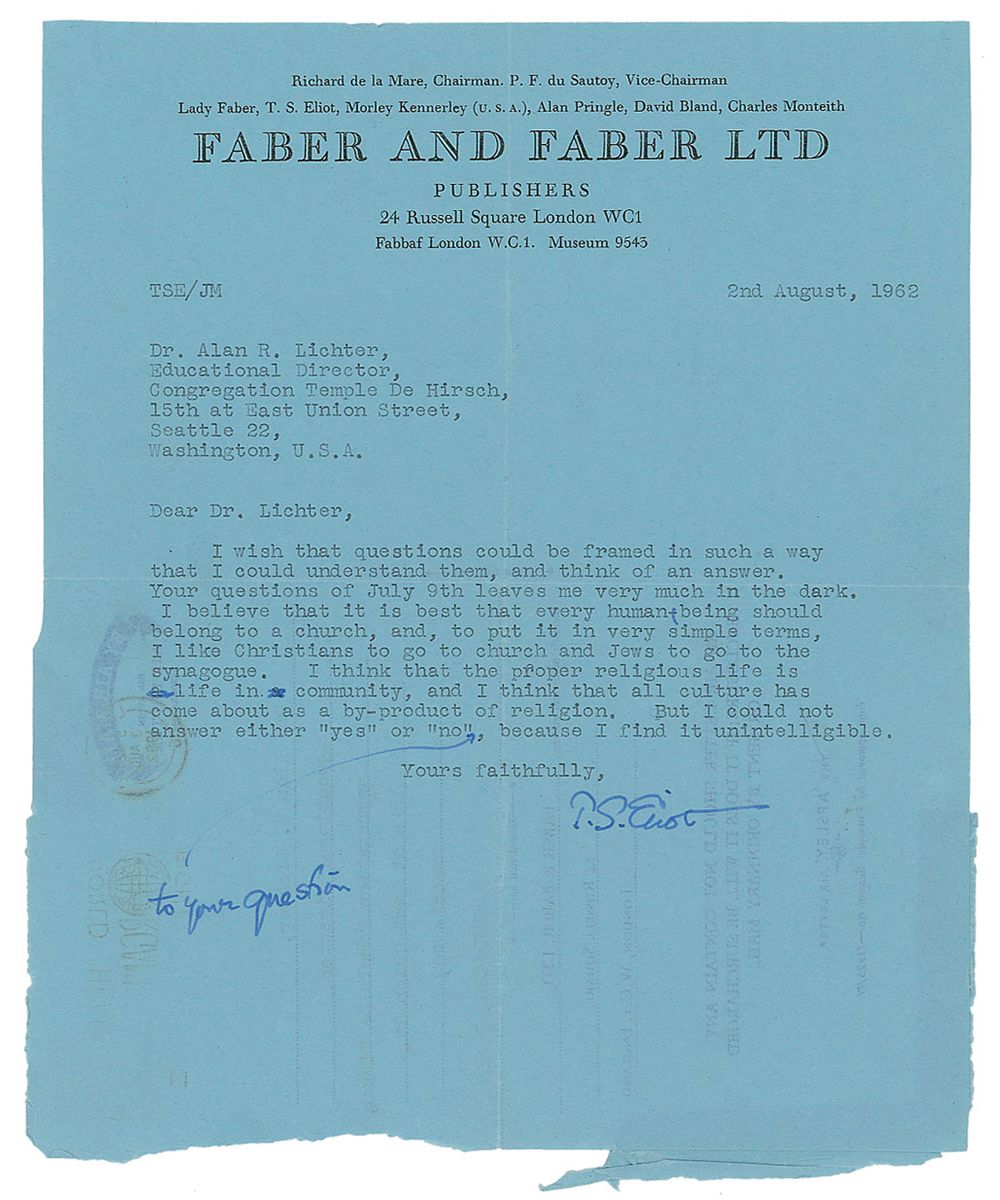 Richard de la Mare, Chairman. P. F. du Sautoy, Vice-Chairman
Lady Faber, T. S. Eliot, Morley Kennerley (U. S. A.), Alan Pringle, David Bland, Charles Monteith
FABER AND FABER LTD
PUBLISHERS
24 Russell Square London WC1
Fabbaf London W.C.1. Museum 9543
TSE/JM 2nd August, 1962
Dr. Alan R. Lichter,
Educational Director,
Congregation Temple De Hirsch,
15th at East Union Street,
Seattle 22,
Washington, U.S.A.
Dear Dr. Lichter,
I wish that questions could be framed in such a way
that I could understand them, and think of an answer.
Your questions of July 9th leaves me very much in the dark.
I believe that it is best that every human being should
belong to a church, and, to put it in very simple terms,
I like Christians to go to church and Jews to go to the
synagogue. I think that the proper religious life is
a life in a community, and I think that all culture has
come about as a by-product of religion. But I could not
answer either "yes" or "no", because I find it unintelligible.
Yours faithfully,
T. S. Eliot
to your question